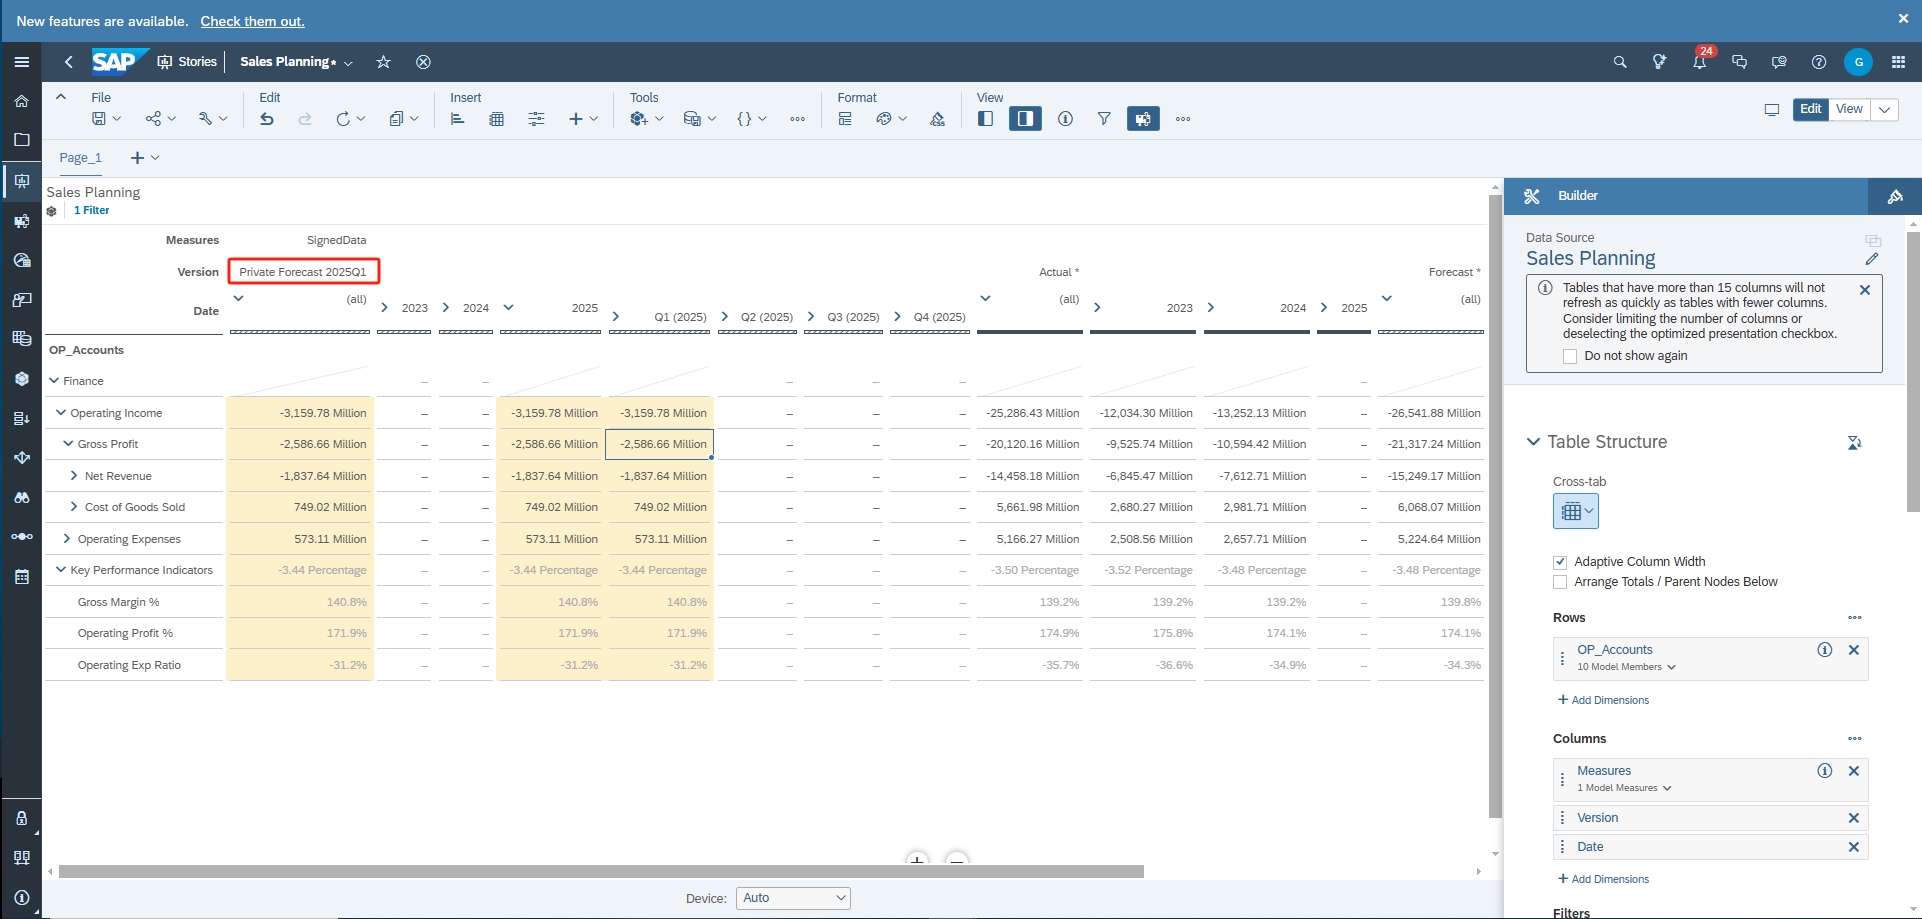 New features are available. Check them out.
SAP Stories Sales Planning* 24 G
File Edit Insert Tools Format View
CSS
Edit View
Page_1
Sales Planning
1 Filter
Measures SignedData
Version Private Forecast 2025Q1 Actual * Forecast *
Date (all) 2023 2024 2025 Q1 (2025) Q2 (2025) Q3 (2025) Q4 (2025) (all) 2023 2024 2025 (all)
OP_Accounts
Finance – – – – – –
Operating Income -3,159.78 Million – – -3,159.78 Million -3,159.78 Million – – – -25,286.43 Million -12,034.30 Million -13,252.13 Million – -26,541.88 Million
Gross Profit -2,586.66 Million – – -2,586.66 Million -2,586.66 Million – – – -20,120.16 Million -9,525.74 Million -10,594.42 Million – -21,317.24 Million
Net Revenue -1,837.64 Million – – -1,837.64 Million -1,837.64 Million – – – -14,458.18 Million -6,845.47 Million -7,612.71 Million – -15,249.17 Million
Cost of Goods Sold 749.02 Million – – 749.02 Million 749.02 Million – – – 5,661.98 Million 2,680.27 Million 2,981.71 Million – 6,068.07 Million
Operating Expenses 573.11 Million – – 573.11 Million 573.11 Million – – – 5,166.27 Million 2,508.56 Million 2,657.71 Million – 5,224.64 Million
Key Performance Indicators -3.44 Percentage – – -3.44 Percentage -3.44 Percentage – – – -3.50 Percentage -3.52 Percentage -3.48 Percentage – -3.48 Percentage
Gross Margin % 140.8% – – 140.8% 140.8% – – – 139.2% 139.2% 139.2% – 139.8%
Operating Profit % 171.9% – – 171.9% 171.9% – – – 174.9% 175.8% 174.1% – 174.1%
Operating Exp Ratio -31.2% – – -31.2% -31.2% – – – -35.7% -36.6% -34.9% – -34.3%
Device: Auto
Builder
Data Source
Sales Planning
Tables that have more than 15 columns will not
refresh as quickly as tables with fewer columns.
Consider limiting the number of columns or
deselecting the optimized presentation checkbox.
Do not show again
Table Structure
Cross-tab
Adaptive Column Width
Arrange Totals / Parent Nodes Below
Rows
OP_Accounts
10 Model Members
+ Add Dimensions
Columns
Measures
1 Model Measures
Version
Date
+ Add Dimensions
Filters